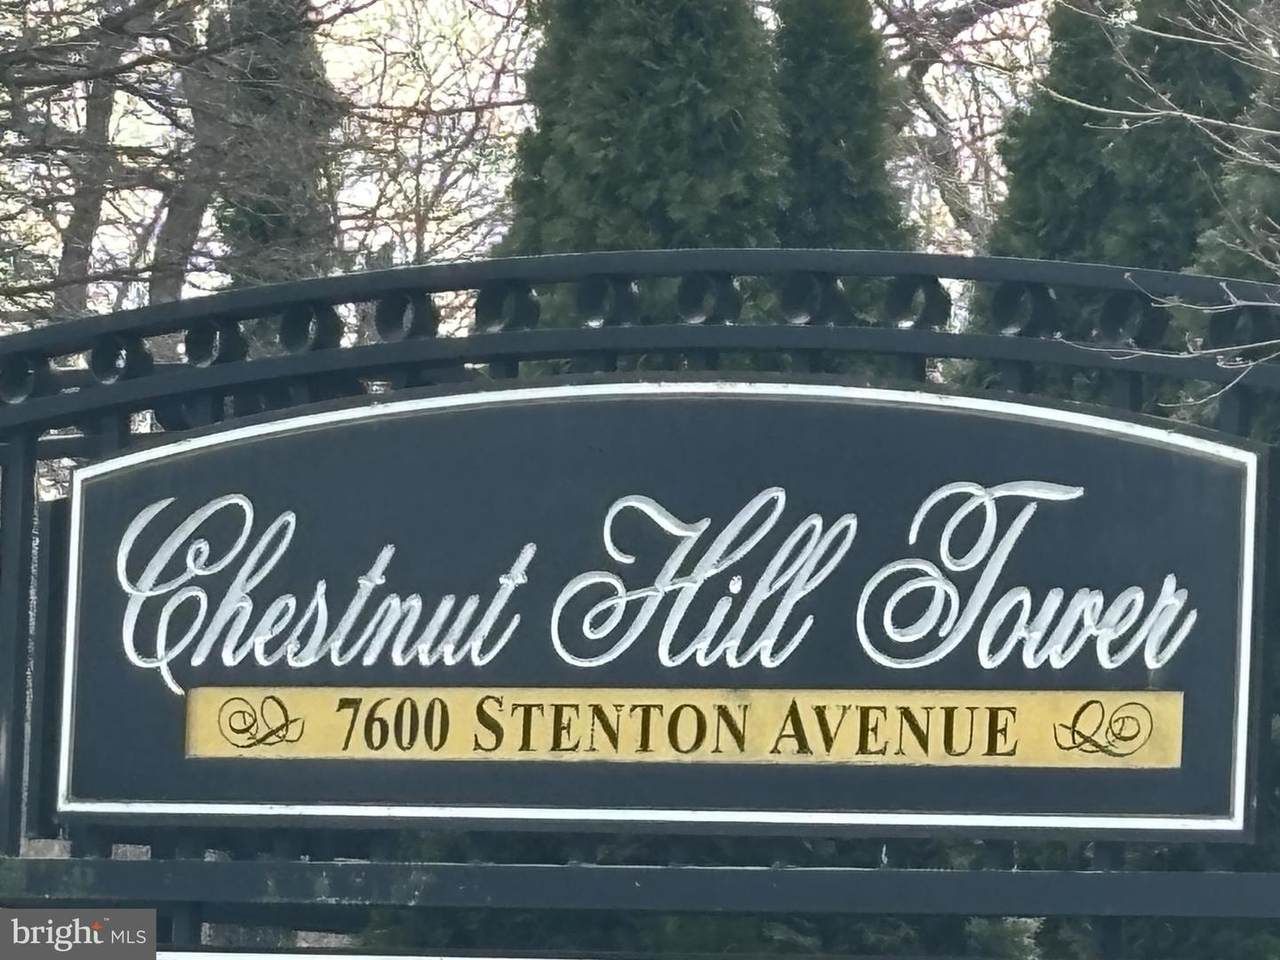 Chestnut Hill Tower
7600 STENTON AVENUE
bright MLS